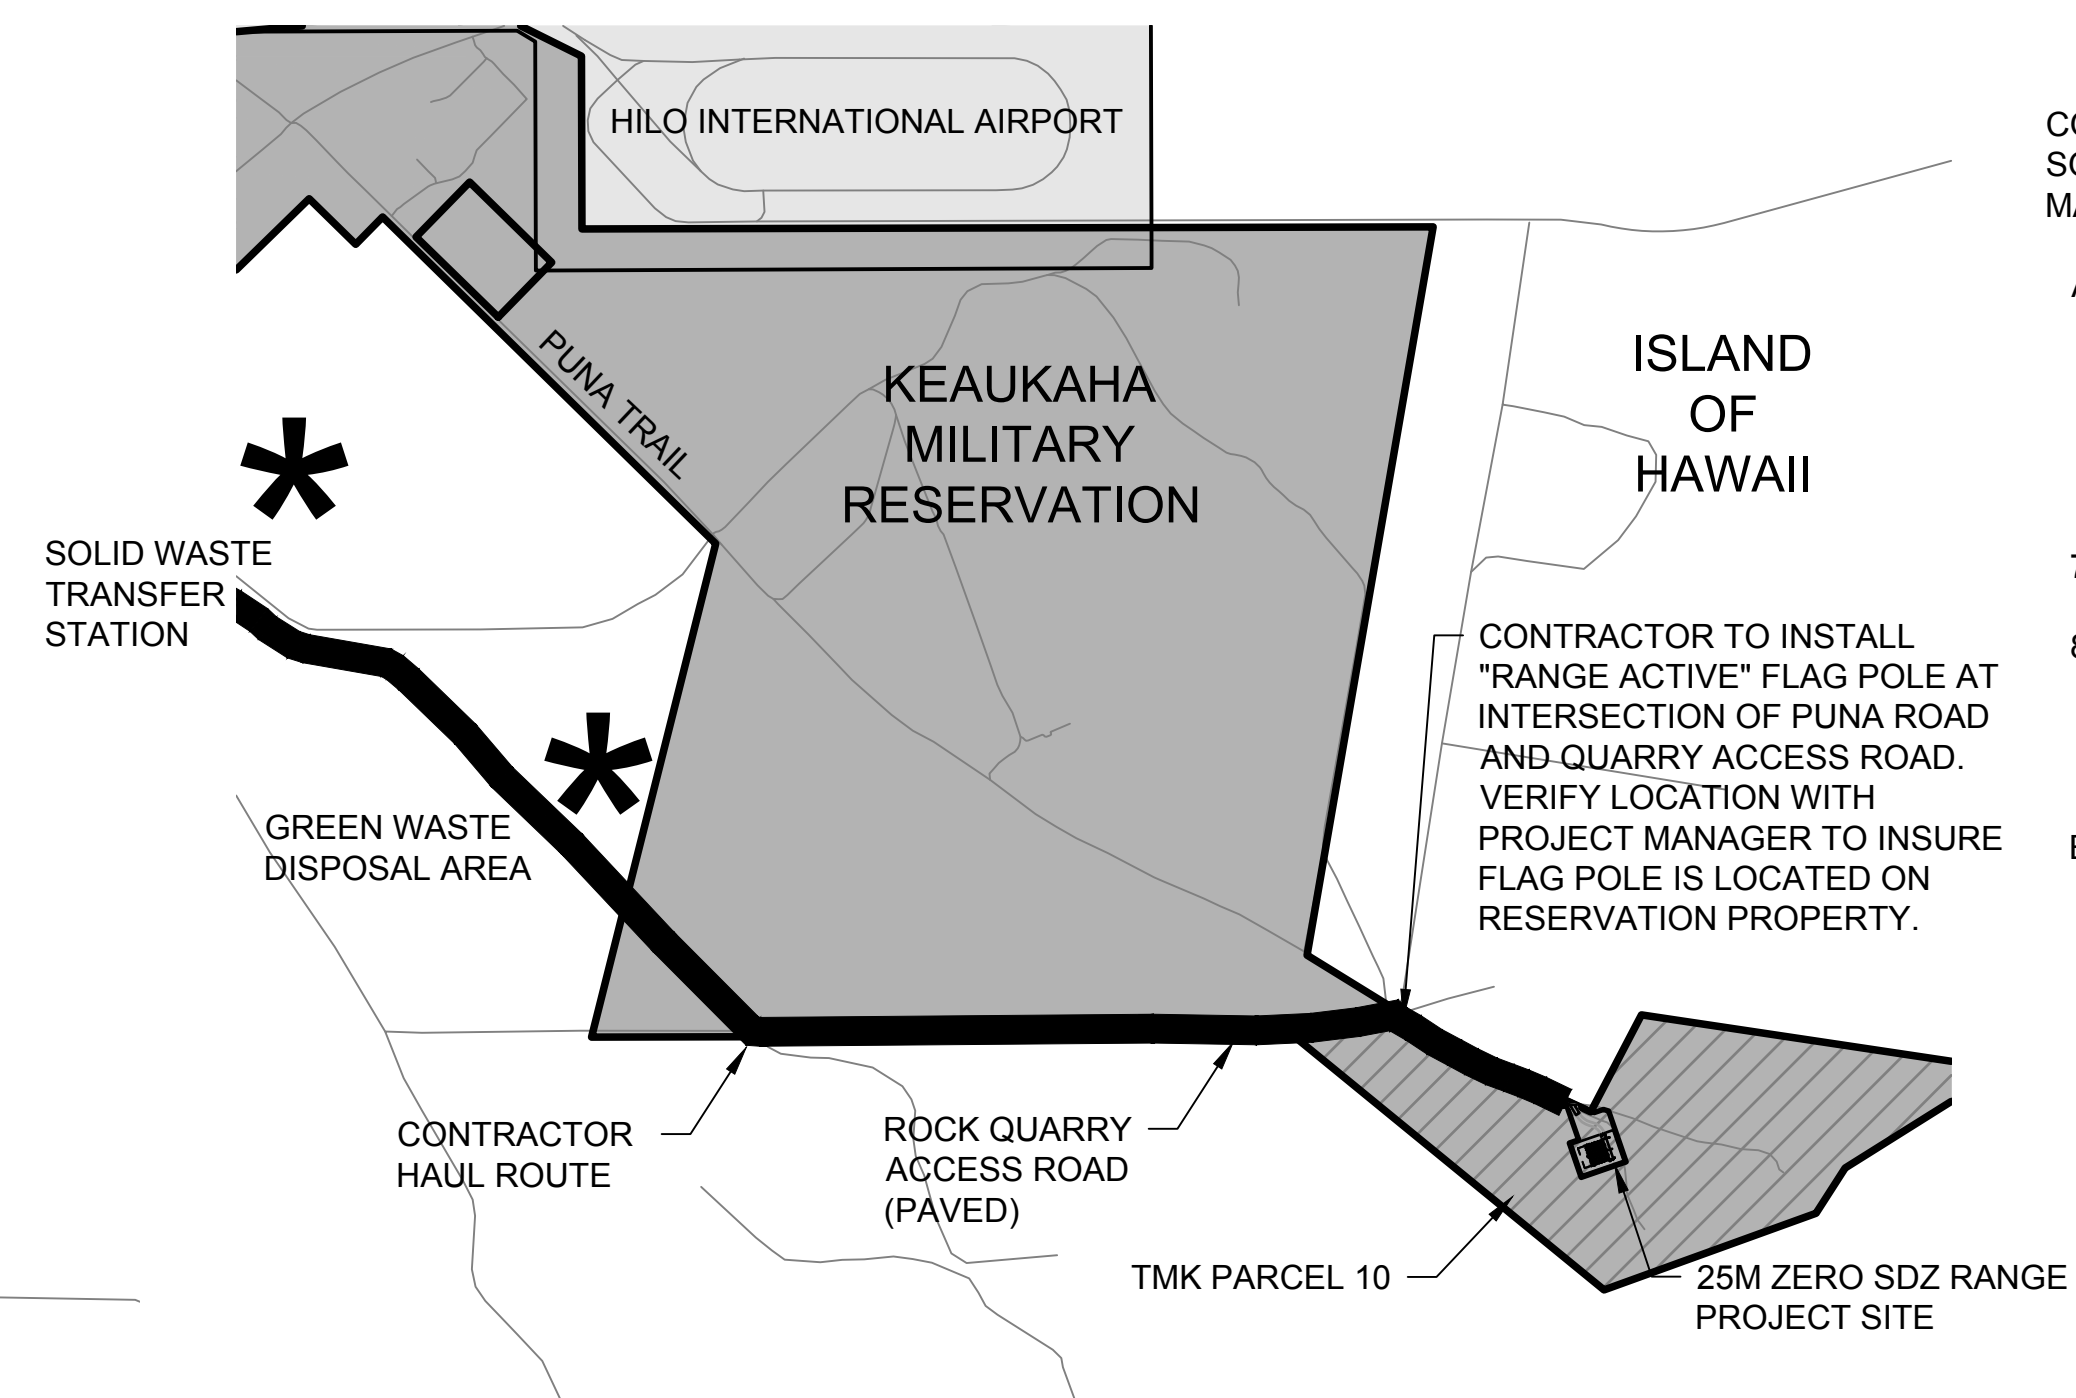 HILO INTERNATIONAL AIRPORT
PUNA TRAIL
KEAUKAHA
MILITARY
RESERVATION
ISLAND
OF
HAWAII
SOLID WASTE
TRANSFER
STATION
CONTRACTOR TO INSTALL
"RANGE ACTIVE" FLAG POLE AT
INTERSECTION OF PUNA ROAD
AND QUARRY ACCESS ROAD.
VERIFY LOCATION WITH
PROJECT MANAGER TO INSURE
FLAG POLE IS LOCATED ON
RESERVATION PROPERTY.
GREEN WASTE
DISPOSAL AREA
CONTRACTOR
HAUL ROUTE
ROCK QUARRY
ACCESS ROAD
(PAVED)
TMK PARCEL 10
25M ZERO SDZ RANGE
PROJECT SITE